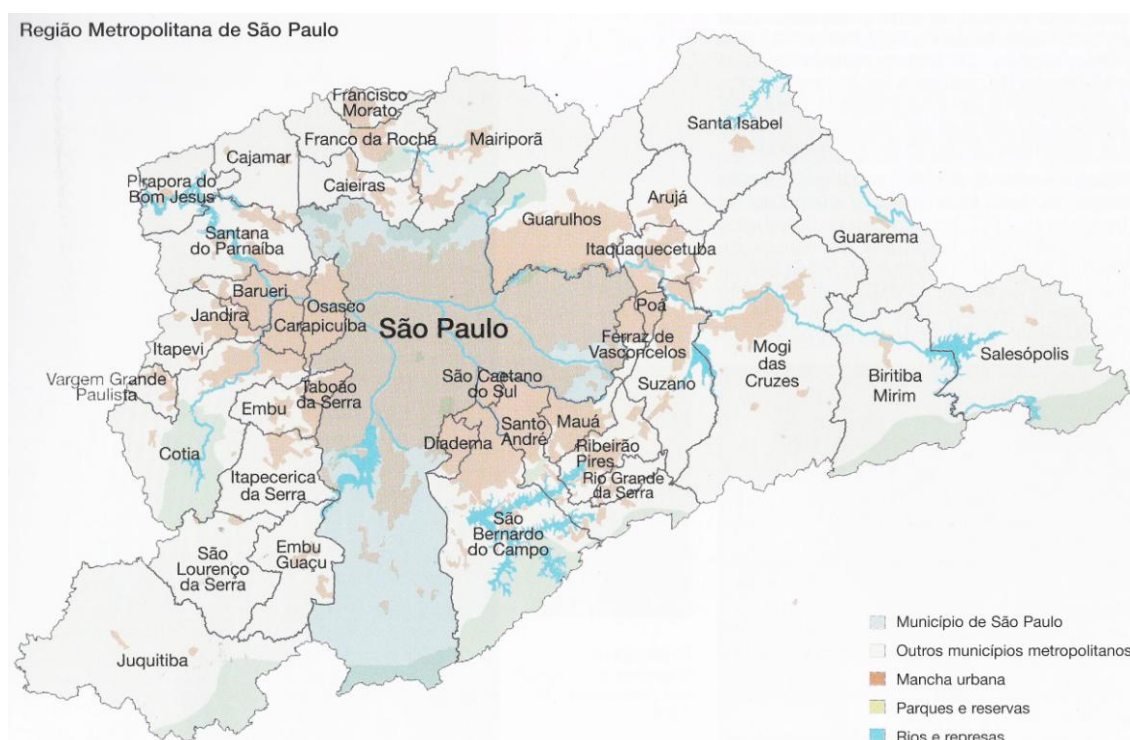 Região Metropolitana de São Paulo
Francisco
Morato
Franco da Rocha
Mairiporã
Santa Isabel
Cajamar
Pirapora do
Bom Jesus
Caieiras
Arujá
Guarulhos
Santana
do Parnaíba
Itaquaquecetuba
Guararema
Barueri
Osasco
Poá
Jandira
Carapicuíba
São Paulo
Ferraz de
Vasconcelos
Mogi
das
Cruzes
Salesópolis
Itapevi
Biritiba
Mirim
Vargem Grande
Paulista
Taboão
da Serra
São Caetano
do Sul
Suzano
Embu
Santo
André
Mauá
Diadema
Cotia
Ribeirão
Pires
Itapecerica
da Serra
Rio Grande
da Serra
São
Bernardo
do Campo
São
Lourenço
da Serra
Embu
Guaçu
Juquitiba
Município de São Paulo
Outros municípios metropolitanos
Mancha urbana
Parques e reservas
Rios e represas